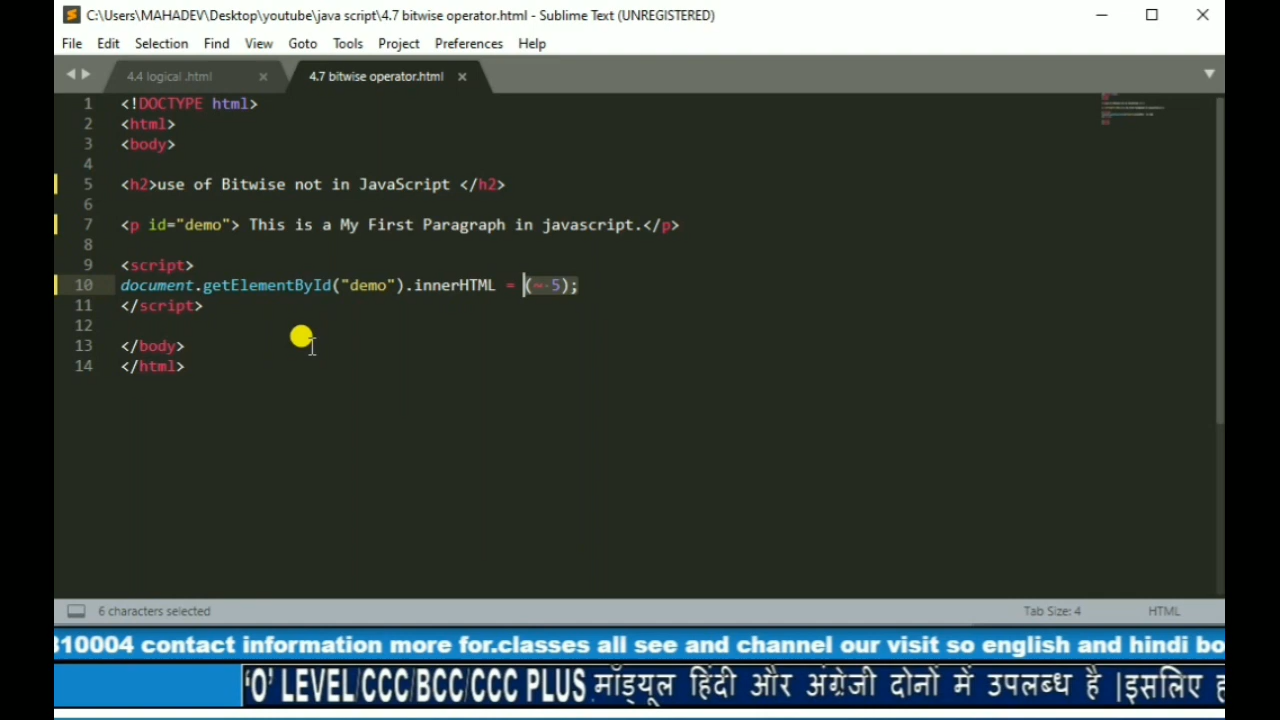 C:\Users\MAHADEV\Desktop\youtube\java script\4.7 bitwise operator.html - Sublime Text (UNREGISTERED)
File Edit Selection Find View Goto Tools Project Preferences Help
4.4 logical .html 4.7 bitwise operator.html
1 <!DOCTYPE html>
2 <html>
3 <body>
4
5 <h2>use of Bitwise not in JavaScript </h2>
6
7 <p id="demo"> This is a My First Paragraph in javascript.</p>
8
9 <script>
10 document.getElementById("demo").innerHTML = (~ 5);
11 </script>
12
13 </body>
14 </html>
6 characters selected Tab Size: 4 HTML
310004 contact information more for.classes all see and channel our visit so english and hindi bo
'O' LEVEL/CCC/BCC/CCC PLUS मॉड्यूल हिंदी और अंग्रेजी दोनों में उपलब्ध है |इसलिए ह